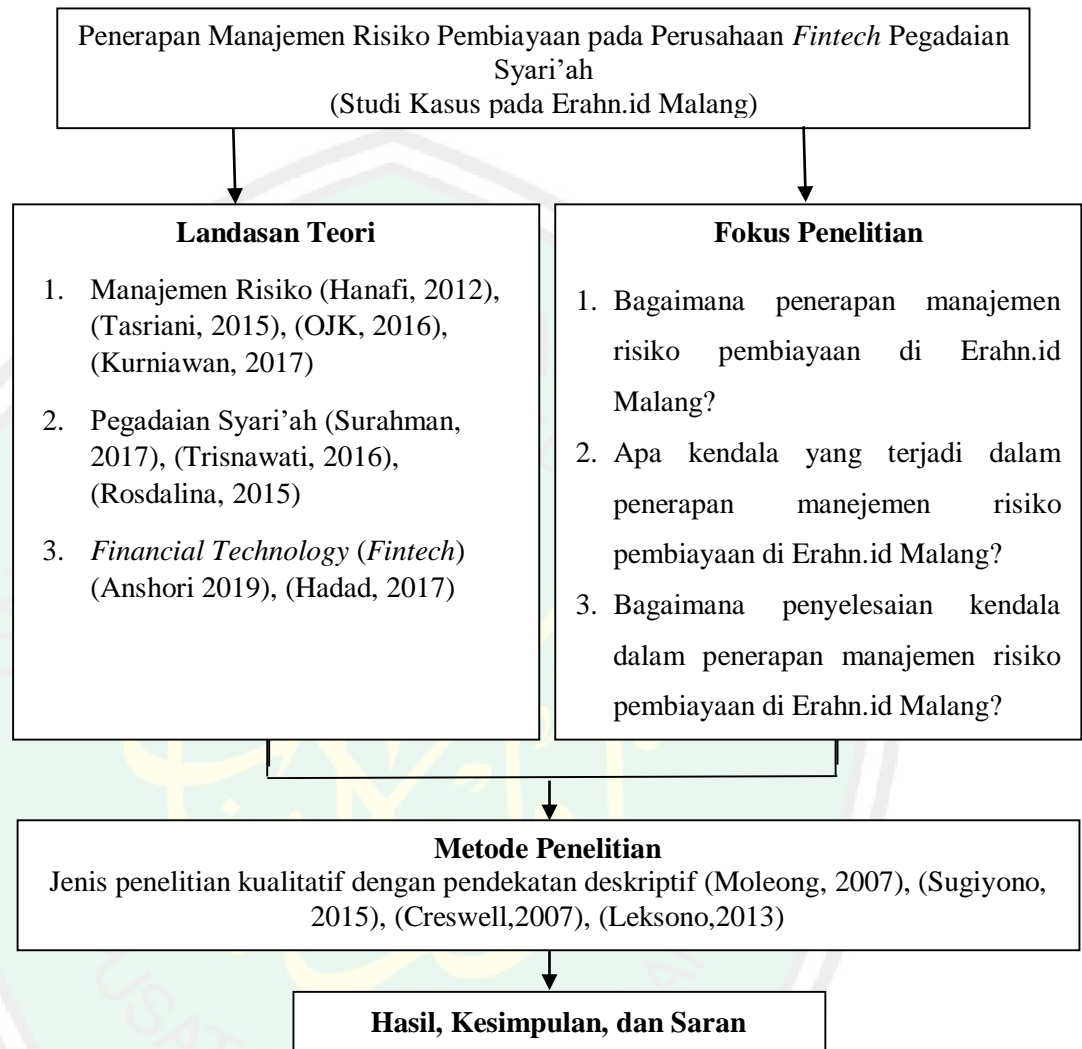 Penerapan Manajemen Risiko Pembiayaan pada Perusahaan Fintech Pegadaian
Syari’ah
(Studi Kasus pada Erahn.id Malang)
Landasan Teori
1. Manajemen Risiko (Hanafi, 2012),
(Tasriani, 2015), (OJK, 2016),
(Kurniawan, 2017)
2. Pegadaian Syari’ah (Surahman,
2017), (Trisnawati, 2016),
(Rosdalina, 2015)
3. Financial Technology (Fintech)
(Anshori 2019), (Hadad, 2017)
Fokus Penelitian
1. Bagaimana penerapan manajemen
risiko pembiayaan di Erahn.id
Malang?
2. Apa kendala yang terjadi dalam
penerapan manejemen risiko
pembiayaan di Erahn.id Malang?
3. Bagaimana penyelesaian kendala
dalam penerapan manajemen risiko
pembiayaan di Erahn.id Malang?
Metode Penelitian
Jenis penelitian kualitatif dengan pendekatan deskriptif (Moleong, 2007), (Sugiyono,
2015), (Creswell,2007), (Leksono,2013)
Hasil, Kesimpulan, dan Saran